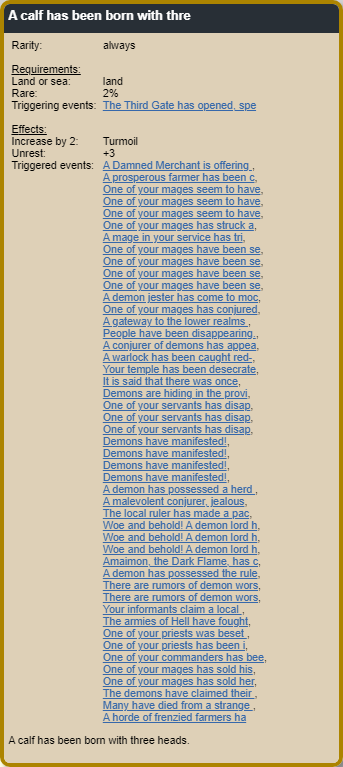 A calf has been born with thre
Rarity: always
Requirements:
Land or sea: land
Rare: 2%
Triggering events: The Third Gate has opened, spe
Effects:
Increase by 2: Turmoil
Unrest: +3
Triggered events: A Damned Merchant is offering ,
A prosperous farmer has been c,
One of your mages seem to have,
One of your mages seem to have,
One of your mages seem to have,
One of your mages has struck a,
A mage in your service has tri,
One of your mages have been se,
One of your mages have been se,
One of your mages have been se,
One of your mages have been se,
A demon jester has come to moc,
One of your mages has conjured,
A gateway to the lower realms ,
People have been disappearing.,
A conjurer of demons has appea,
A warlock has been caught red-,
Your temple has been desecrate,
It is said that there was once,
Demons are hiding in the provi,
One of your servants has disap,
One of your servants has disap,
One of your servants has disap,
Demons have manifested!,
Demons have manifested!,
Demons have manifested!,
Demons have manifested!,
A demon has possessed a herd ,
A malevolent conjurer, jealous,
The local ruler has made a pac,
Woe and behold! A demon lord h,
Woe and behold! A demon lord h,
Woe and behold! A demon lord h,
Amaimon, the Dark Flame, has c,
A demon has possessed the rule,
There are rumors of demon wors,
There are rumors of demon wors,
Your informants claim a local ,
The armies of Hell have fought,
One of your priests was beset ,
One of your priests has been i,
One of your commanders has bee,
One of your mages has sold his,
One of your mages has sold her,
The demons have claimed their ,
Many have died from a strange ,
A horde of frenzied farmers ha
A calf has been born with three heads.